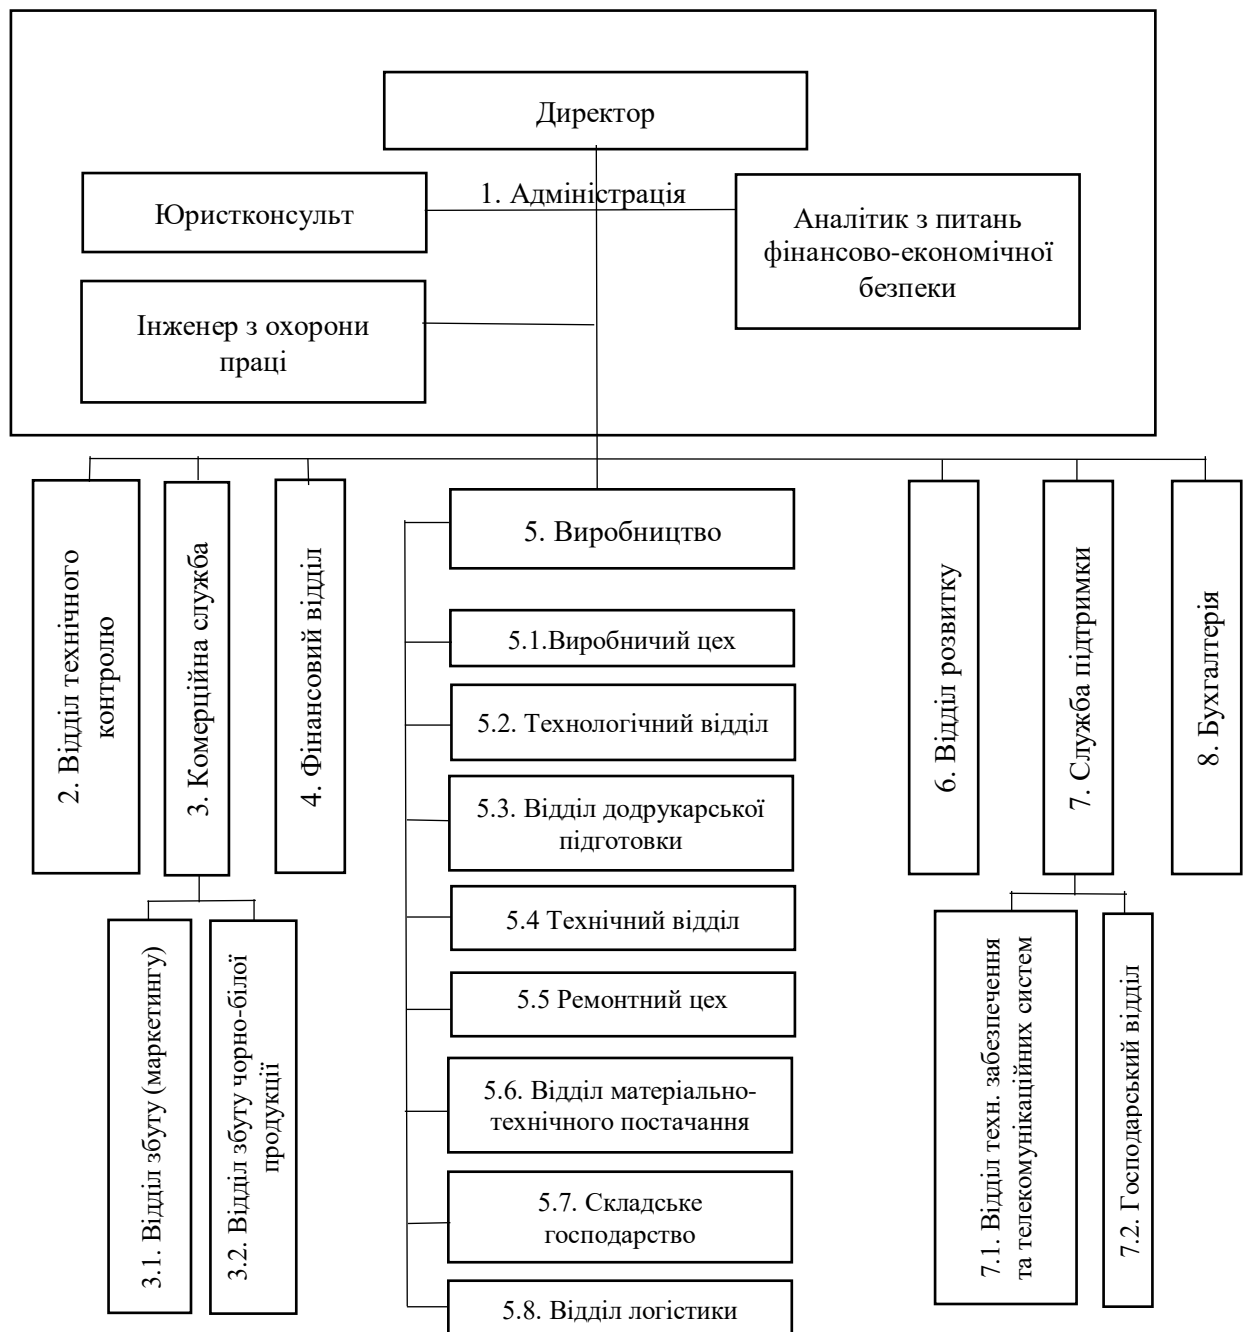 Директор
1. Адміністрація
Юристконсульт
Аналітик з питань
фінансово-економічної
безпеки
Інженер з охорони
праці
2. Відділ технічного
контролю
3. Комерційна служба
4. Фінансовий відділ
5. Виробництво
5.1.Виробничий цех
5.2. Технологічний відділ
5.3. Відділ додрукарської
підготовки
5.4 Технічний відділ
5.5 Ремонтний цех
5.6. Відділ матеріально-
технічного постачання
5.7. Складське
господарство
5.8. Відділ логістики
6. Відділ розвитку
7. Служба підтримки
8. Бухгалтерія
3.1. Відділ збуту (маркетингу)
3.2. Відділ збуту чорно-білої
продукції
7.1. Відділ техн. забезпечення
та телекомунікаційних систем
7.2. Господарський відділ